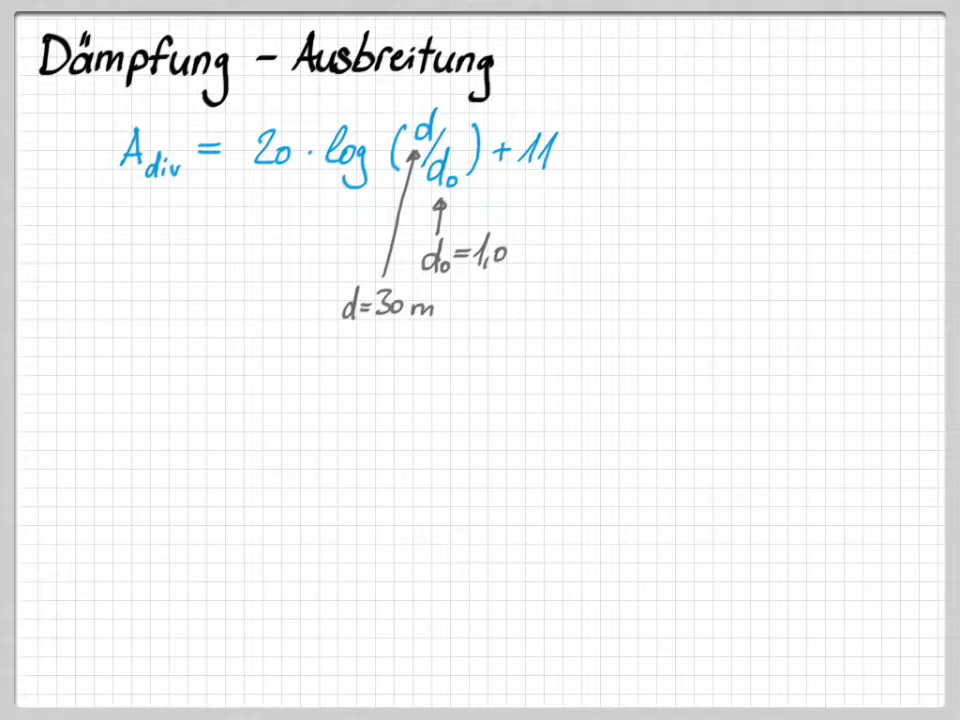 Dämpfung - Ausbreitung
A_div = 20 · log (d/d₀) + 11
d₀ = 1,0
d = 30 m